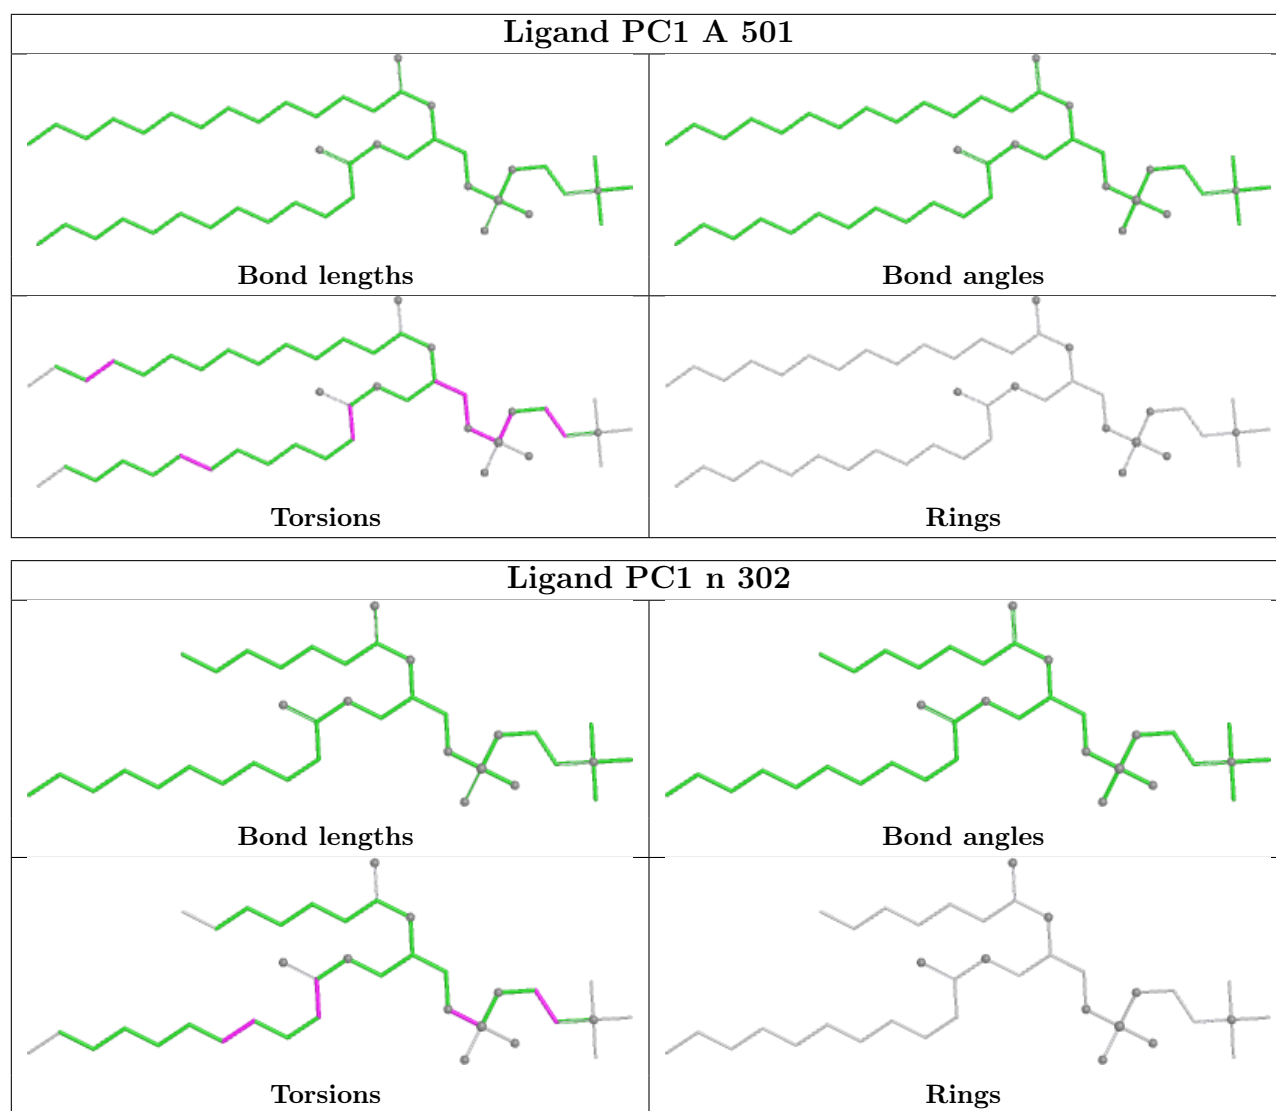 Ligand PC1 A 501
Bond lengths
Bond angles
Torsions
Rings
Ligand PC1 n 302
Bond lengths
Bond angles
Torsions
Rings